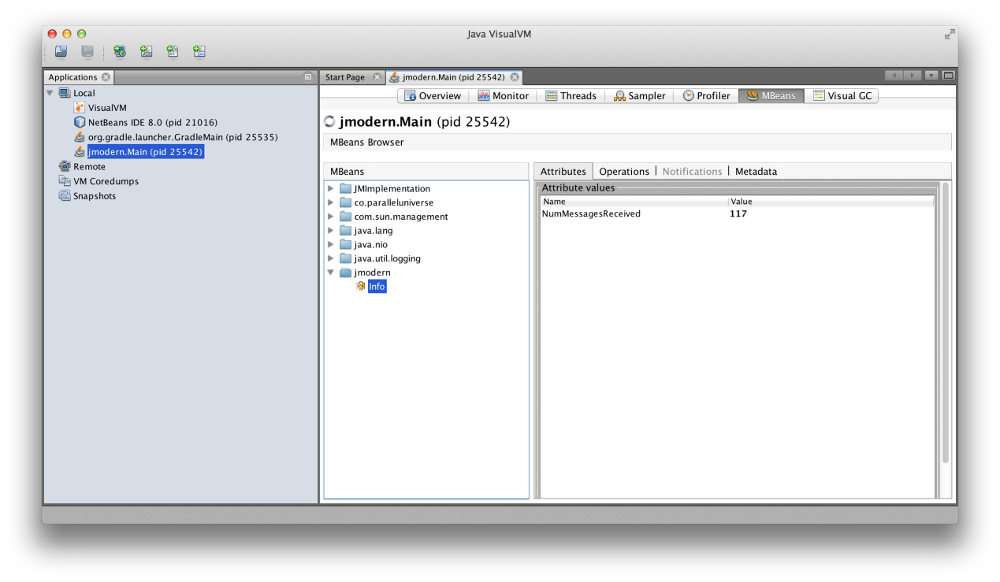 Java VisualVM
Applications
Local
VisualVM
NetBeans IDE 8.0 (pid 21016)
org.gradle.launcher.GradleMain (pid 25535)
jmodern.Main (pid 25542)
Remote
VM Coredumps
Snapshots
Start Page jmodern.Main (pid 25542)
Overview Monitor Threads Sampler Profiler MBeans Visual GC
jmodern.Main (pid 25542)
MBeans Browser
MBeans
JMImplementation
co.paralleluniverse
com.sun.management
java.lang
java.nio
java.util.logging
jmodern
Info
Attributes Operations Notifications Metadata
Attribute values
Name Value
NumMessagesReceived 117